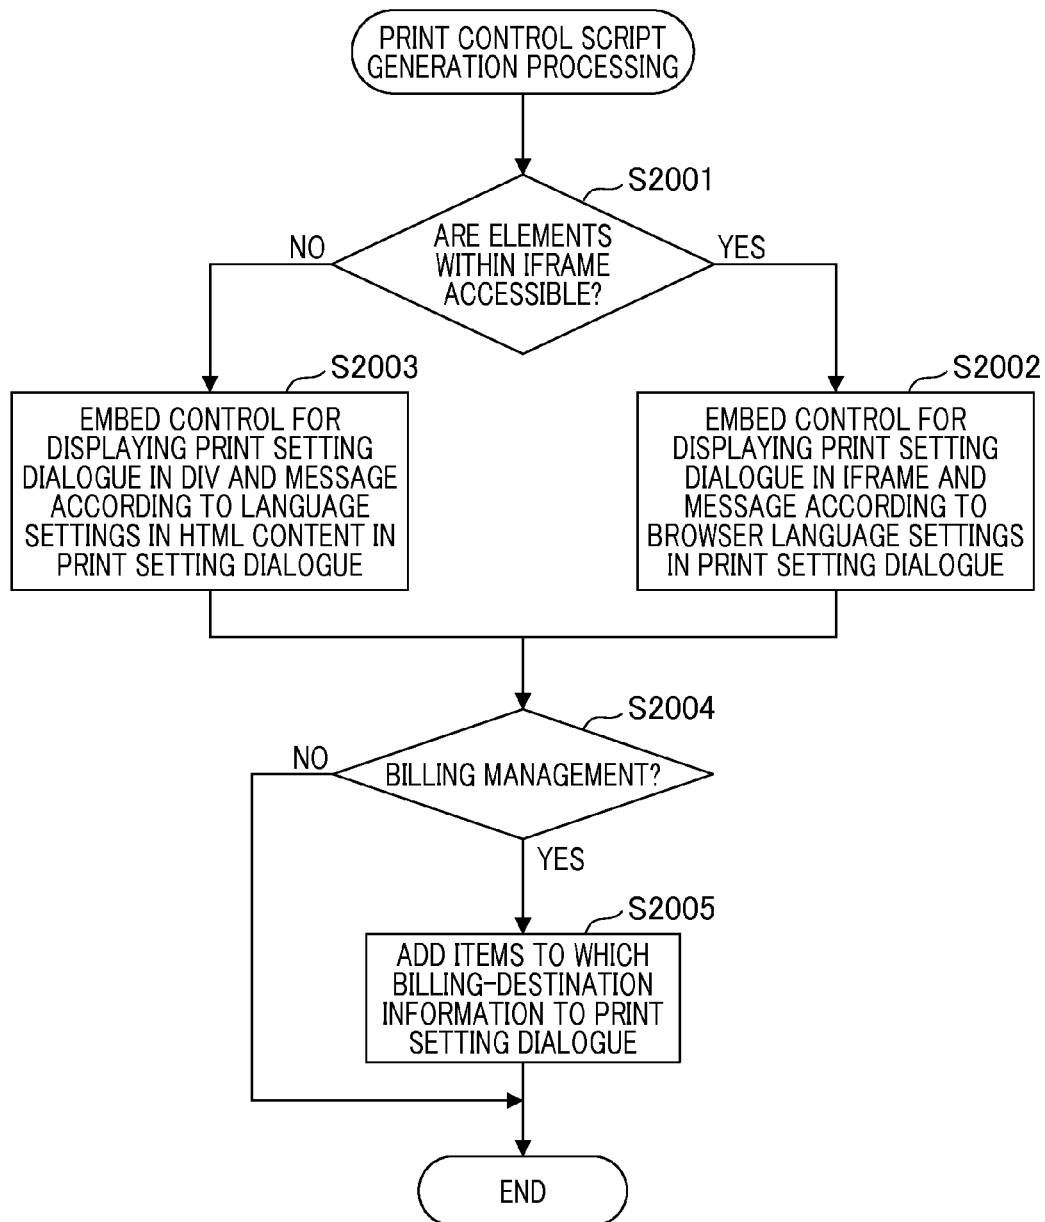 PRINT CONTROL SCRIPT
GENERATION PROCESSING
S2001
ARE ELEMENTS
WITHIN IFRAME
ACCESSIBLE?
NO
YES
S2003
EMBED CONTROL FOR
DISPLAYING PRINT SETTING
DIALOGUE IN DIV AND MESSAGE
ACCORDING TO LANGUAGE
SETTINGS IN HTML CONTENT IN
PRINT SETTING DIALOGUE
S2002
EMBED CONTROL FOR
DISPLAYING PRINT SETTING
DIALOGUE IN IFRAME AND
MESSAGE ACCORDING TO
BROWSER LANGUAGE SETTINGS
IN PRINT SETTING DIALOGUE
S2004
NO
BILLING MANAGEMENT?
YES
S2005
ADD ITEMS TO WHICH
BILLING-DESTINATION
INFORMATION TO PRINT
SETTING DIALOGUE
END